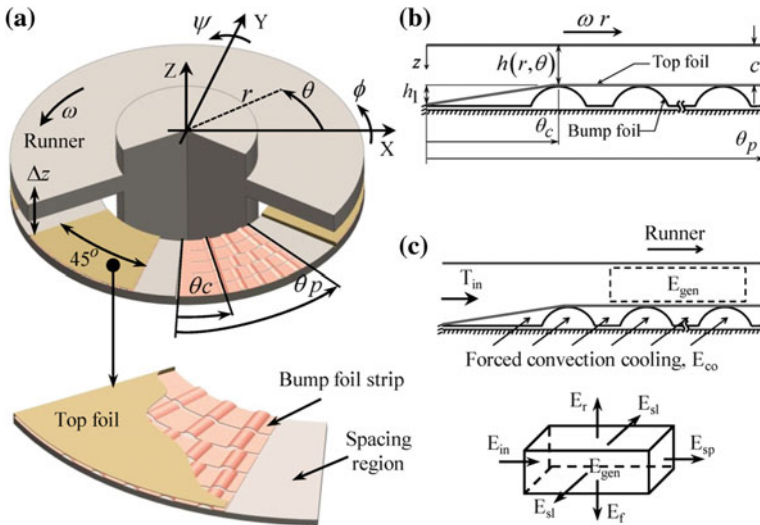 (a)
ψ
Y
Z
r
θ
ϕ
X
ω
Runner
Δz
45°
θc
θp
Bump foil strip
Top foil
Spacing
region
(b)
ω r
z
h(r,θ)
Top foil
c
h1
Bump foil
θc
θp
(c)
Runner
Tin
Egen
Forced convection cooling, Eco
Er
Esl
Ein
Egen
Esp
Esl
Ef